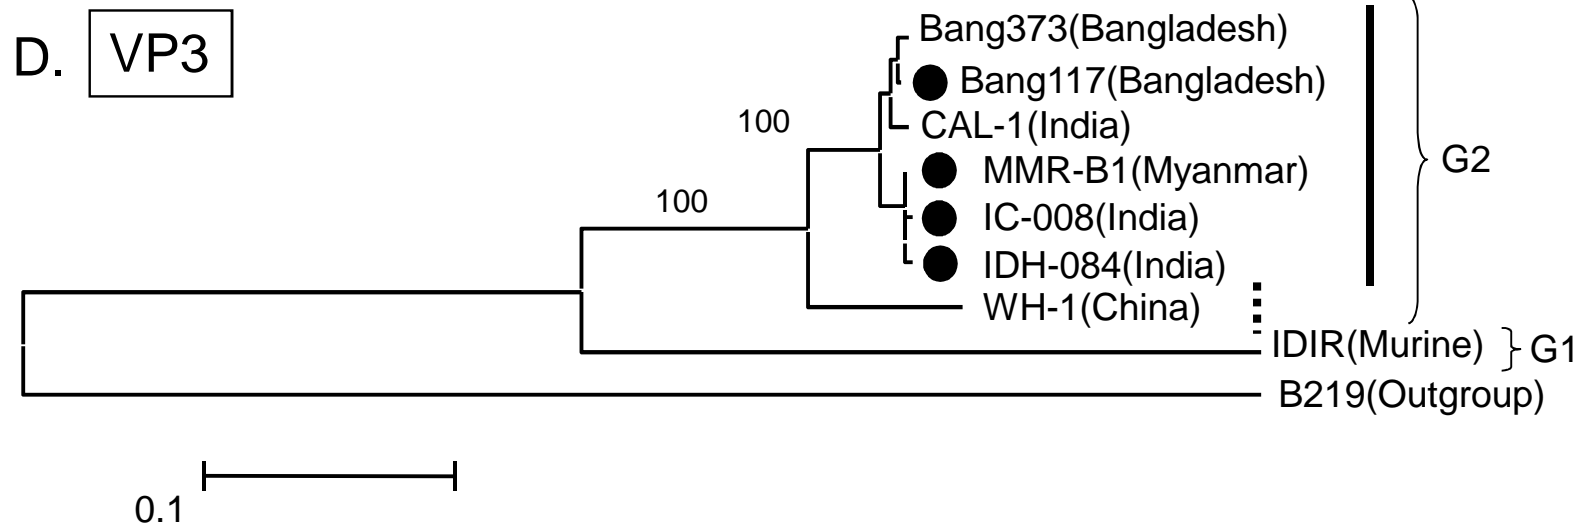 D. VP3
Bang373(Bangladesh)
Bang117(Bangladesh)
100
CAL-1(India)
MMR-B1(Myanmar)
G2
100
IC-008(India)
IDH-084(India)
WH-1(China)
IDIR(Murine)
G1
B219(Outgroup)
0.1